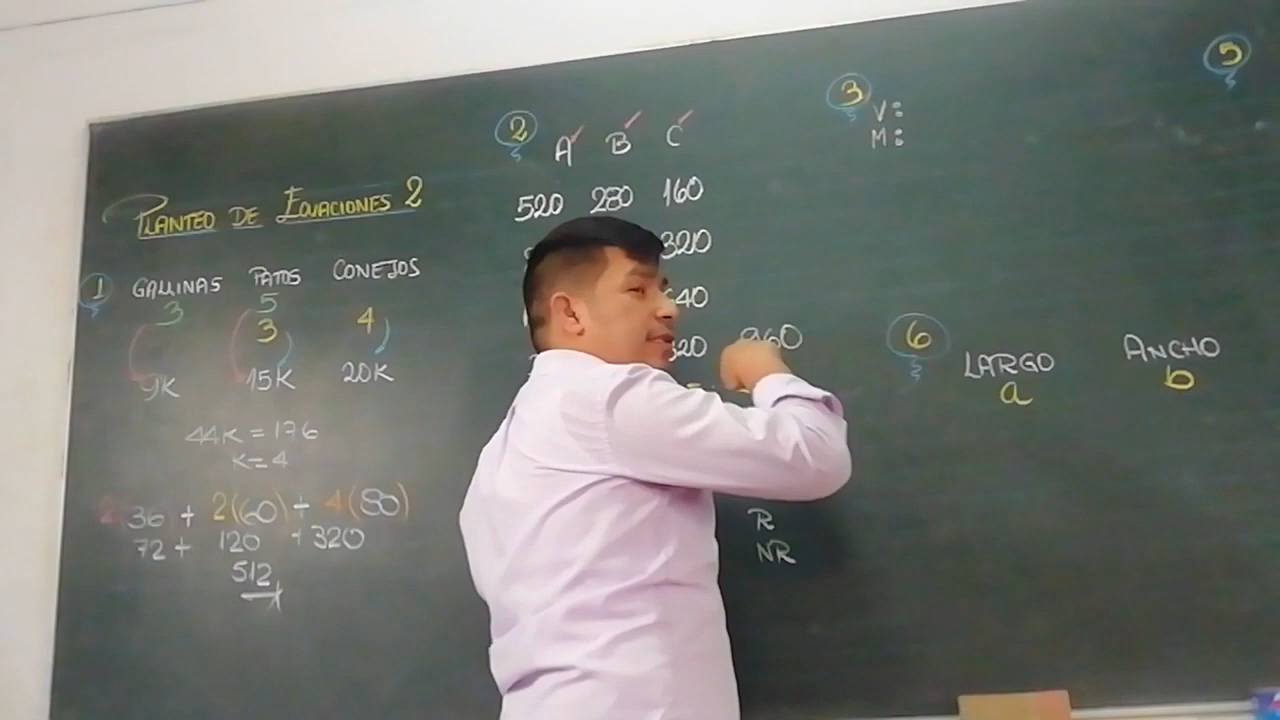 PLANTEO DE ECUACIONES 2
1 GALLINAS PATOS CONEJOS
3 5
3 4
9K 15K 20K
44K = 176
K = 4
2(36 + 2(60) + 4(80)
72 + 120 + 320
512
2 A B C
520 280 160
320
320
960
R
NR
3 V:
M:
5
6 LARGO ANCHO
a b